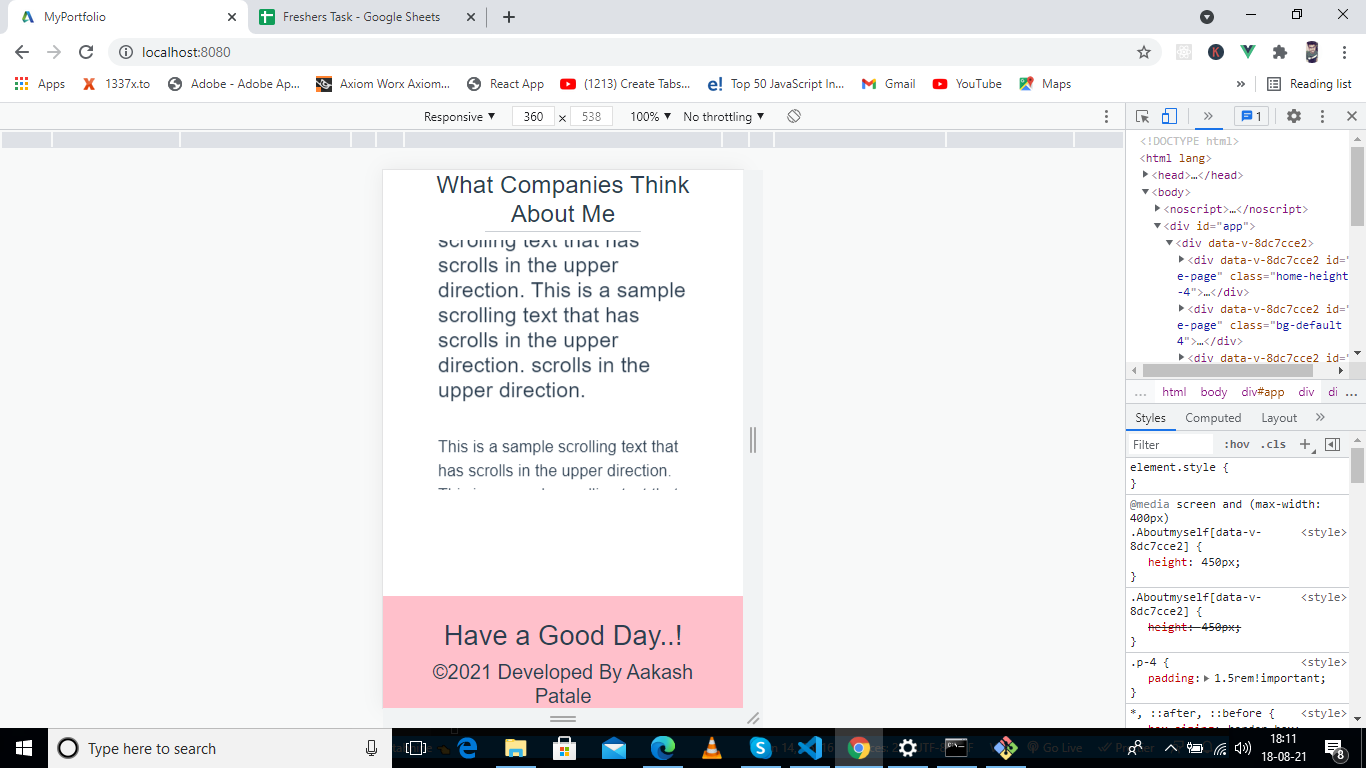 MyPortfolio
Freshers Task - Google Sheets
localhost:8080
Apps
1337x.to
Adobe - Adobe Ap...
Axiom Worx Axiom...
React App
(1213) Create Tabs...
Top 50 JavaScript In...
Gmail
YouTube
Maps
»
Reading list
Responsive
360 x 538
100%
No throttling
» 1
What Companies Think
About Me
scrolling text that has
scrolls in the upper
direction. This is a sample
scrolling text that has
scrolls in the upper
direction. scrolls in the
upper direction.
This is a sample scrolling text that
has scrolls in the upper direction.
Have a Good Day..!
©2021 Developed By Aakash
Patale
<!DOCTYPE html>
<html lang>
<head>…</head>
<body>
<noscript>…</noscript>
<div id="app">
<div data-v-8dc7cce2>
<div data-v-8dc7cce2 id="
e-page" class="home-height
-4">…</div>
<div data-v-8dc7cce2 id="
e-page" class="bg-default
4">…</div>
<div data-v-8dc7cce2 id="
... html body div#app div di ...
Styles Computed Layout »
Filter :hov .cls +
element.style {
}
@media screen and (max-width:
400px)
.Aboutmyself[data-v- <style>
8dc7cce2] {
height: 450px;
}
.Aboutmyself[data-v- <style>
8dc7cce2] {
height: 450px;
}
.p-4 { <style>
padding: 1.5rem!important;
}
*, ::after, ::before { <style>
Type here to search
Go Live
18:11
18-08-21
8